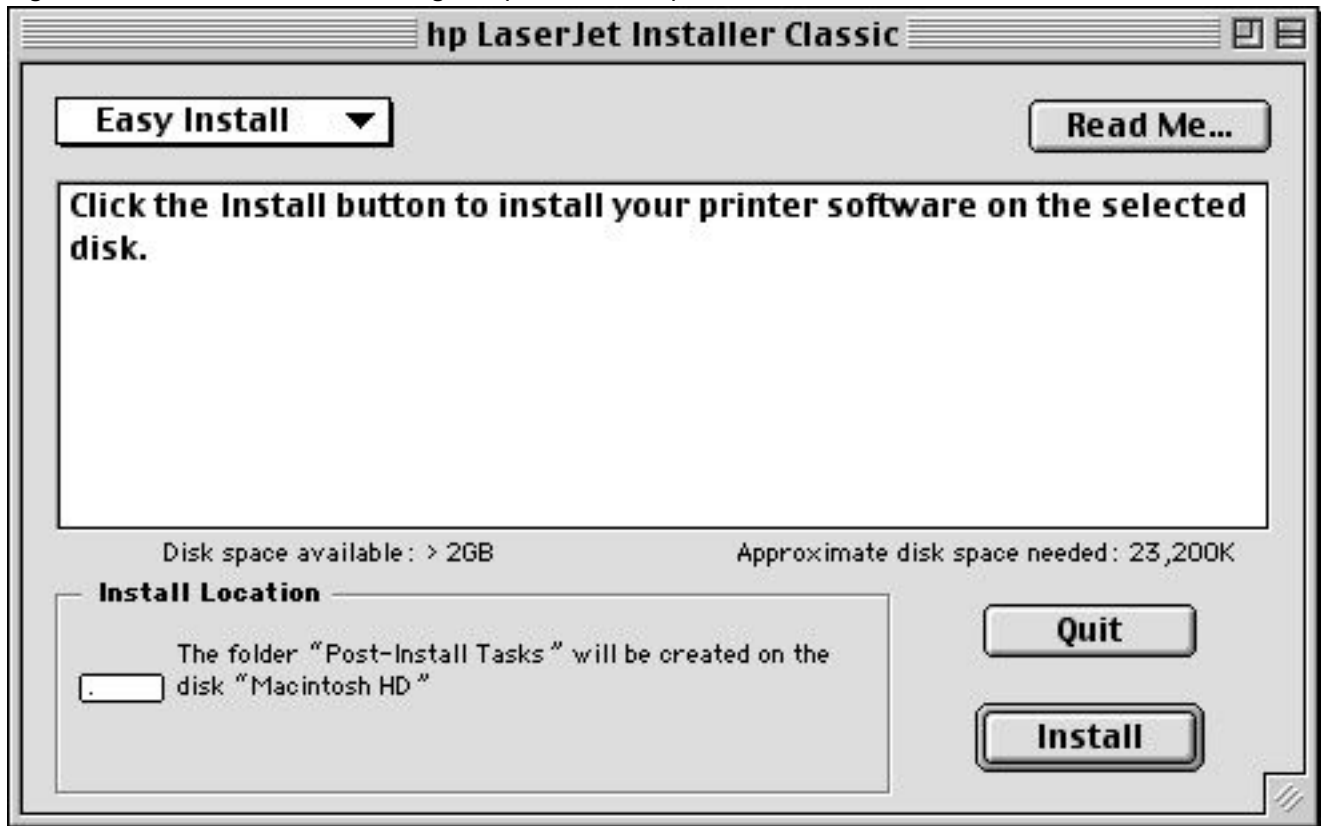 hp LaserJet Installer Classic
Easy Install
Read Me...
Click the Install button to install your printer software on the selected
disk.
Disk space available: > 2GB
Approximate disk space needed: 23,200K
Install Location
The folder "Post-Install Tasks" will be created on the
disk "Macintosh HD"
.
Quit
Install